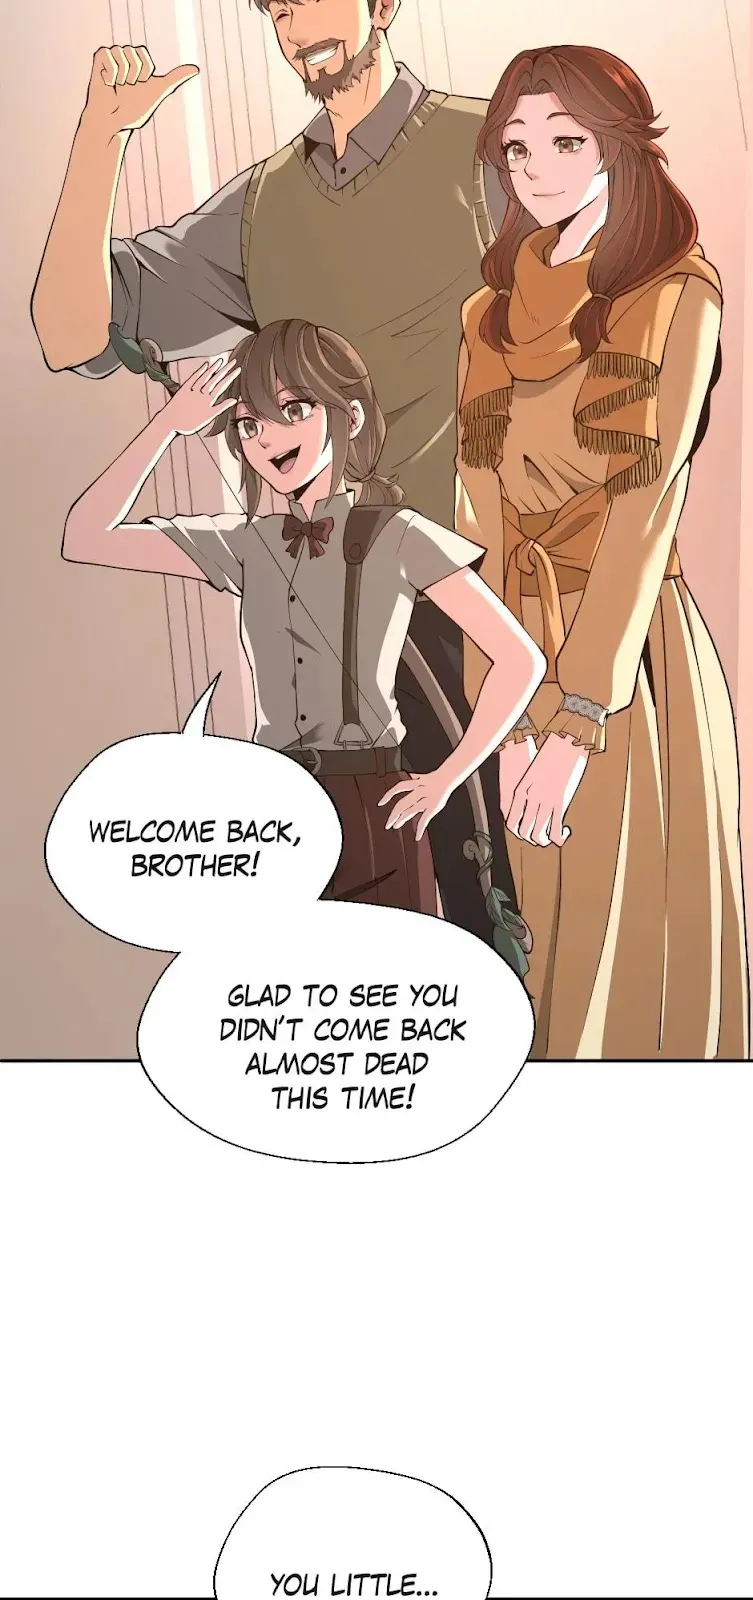 WELCOME BACK,
BROTHER!
GLAD TO SEE YOU
DIDN'T COME BACK
ALMOST DEAD
THIS TIME!
YOU LITTLE...